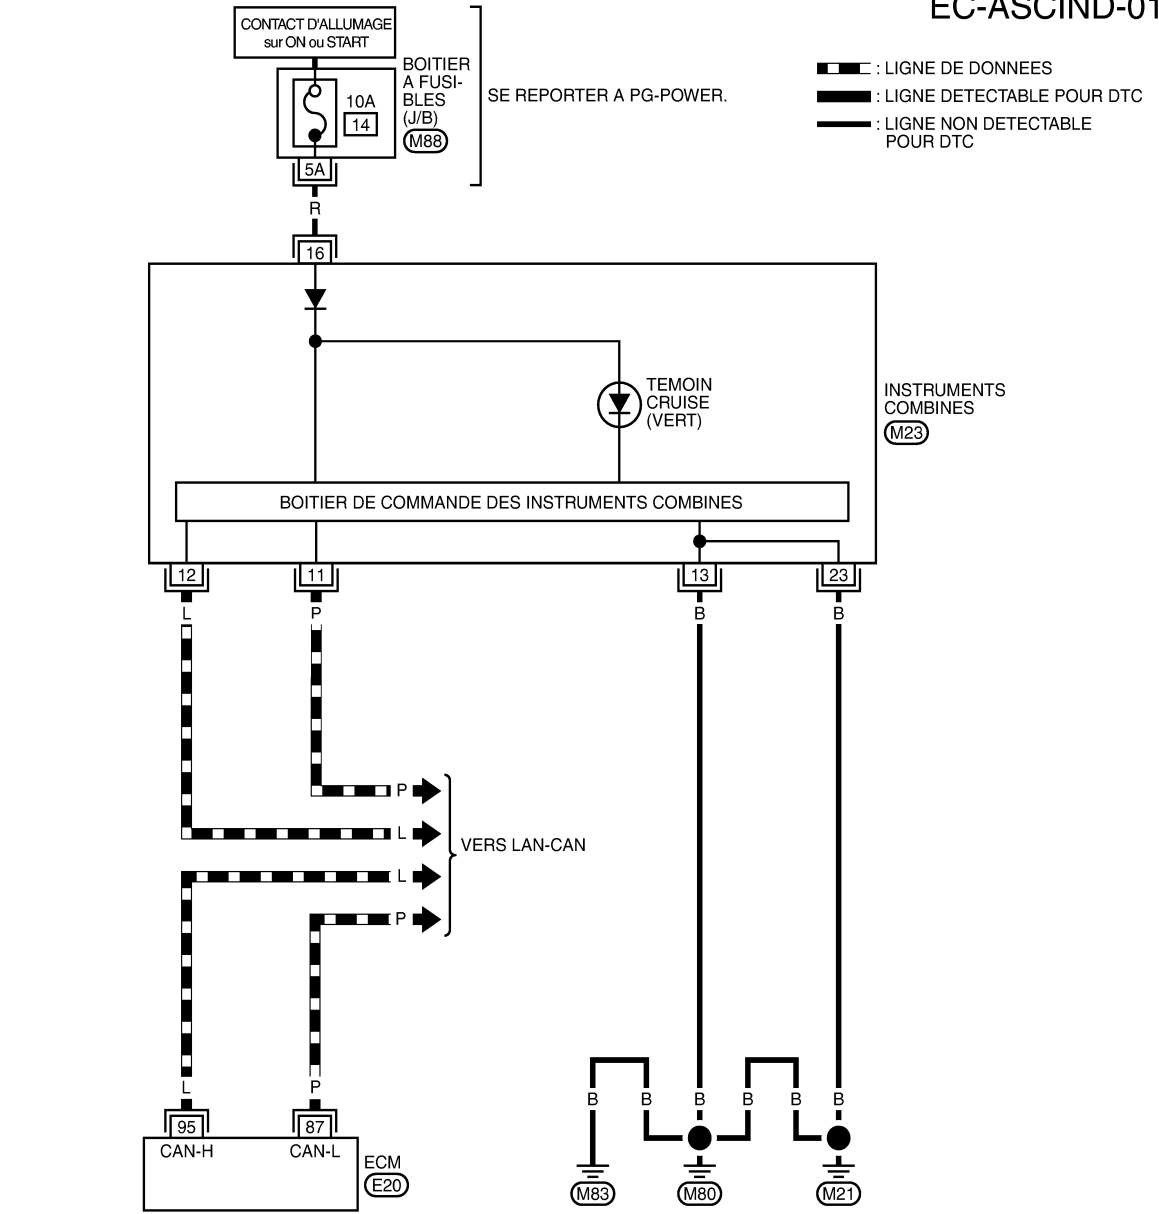 EC-ASCIND-01
CONTACT D'ALLUMAGE
sur ON ou START
BOITIER
A FUSI-
BLES
(J/B)
M88
10A
14
5A
SE REPORTER A PG-POWER.
: LIGNE DE DONNEES
: LIGNE DETECTABLE POUR DTC
: LIGNE NON DETECTABLE
POUR DTC
R
16
TEMOIN
CRUISE
(VERT)
INSTRUMENTS
COMBINES
M23
BOITIER DE COMMANDE DES INSTRUMENTS COMBINES
12
11
13
23
L
P
B
B
P
L
VERS LAN-CAN
L
P
L
P
B
B
B
B
B
B
95
87
CAN-H
CAN-L
ECM
E20
M83
M80
M21